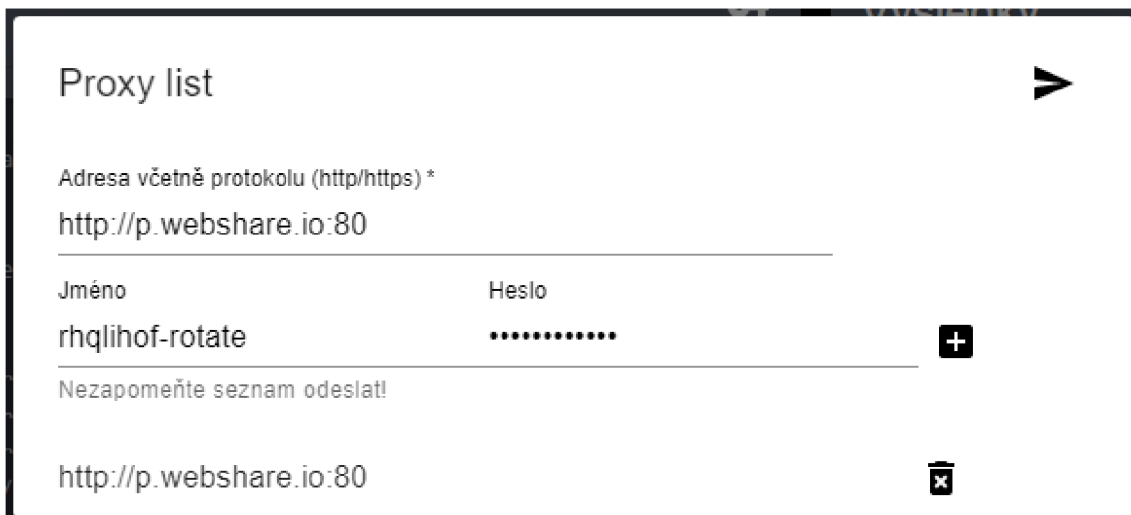 Výsledky
Proxy list
Adresa včetně protokolu (http/https) *
http://p.webshare.io:80
Jméno Heslo
rhqlihof-rotate ••••••••••••
Nezapomeňte seznam odeslat!
http://p.webshare.io:80